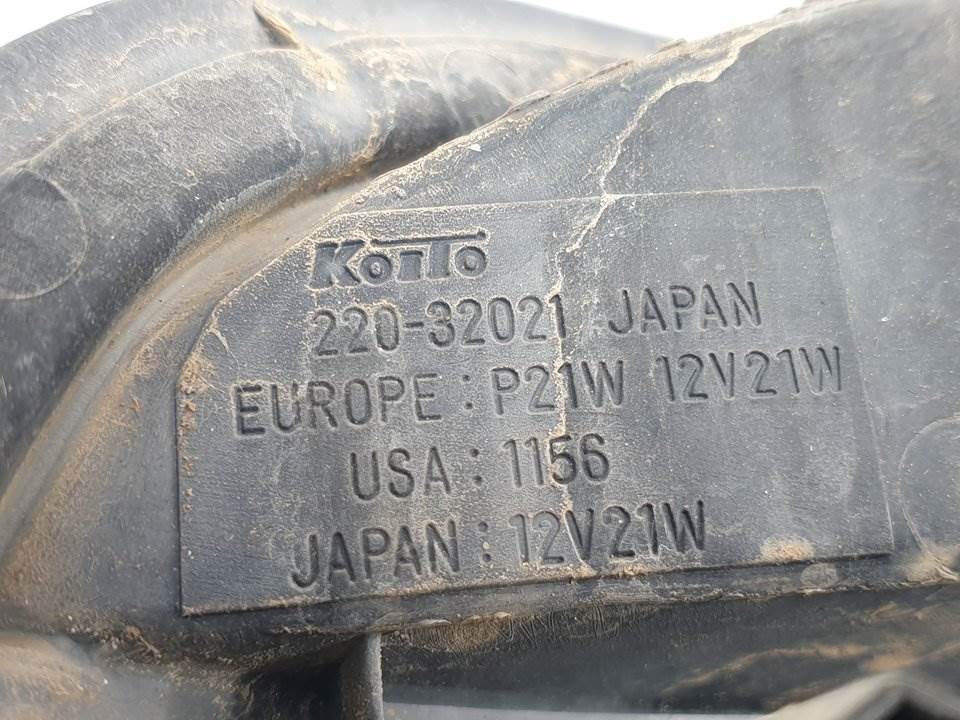 KoITo
220-32021 JAPAN
EUROPE : P21W 12V21W
USA : 1156
JAPAN : 12V21W